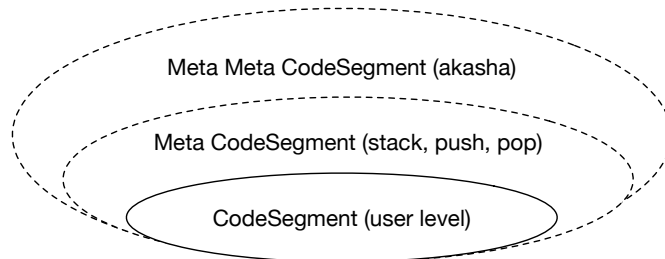 Meta Meta CodeSegment (akasha)
Meta CodeSegment (stack, push, pop)
CodeSegment (user level)